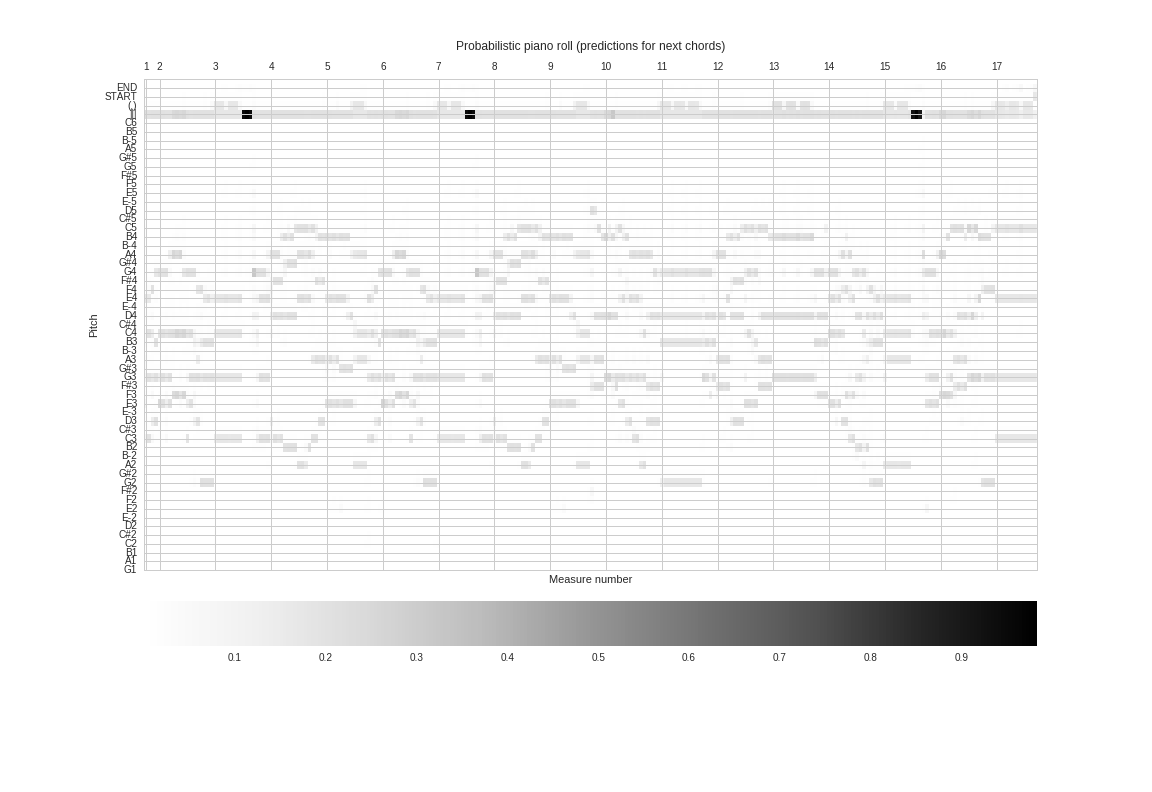 Probabilistic piano roll (predictions for next chords)
1 2 3 4 5 6 7 8 9 10 11 12 13 14 15 16 17
END
START
()
]]
C6
B5
B-5
A5
G#5
G5
F#5
F5
E5
E-5
D5
C#5
C5
B4
B-4
A4
G#4
G4
F#4
F4
E4
E-4
D4
C#4
C4
B3
B-3
A3
G#3
G3
F#3
F3
E3
E-3
D3
C#3
C3
B2
B-2
A2
G#2
G2
F#2
F2
E2
E-2
D2
C#2
C2
B1
A1
G1
Pitch
Measure number
0.1 0.2 0.3 0.4 0.5 0.6 0.7 0.8 0.9